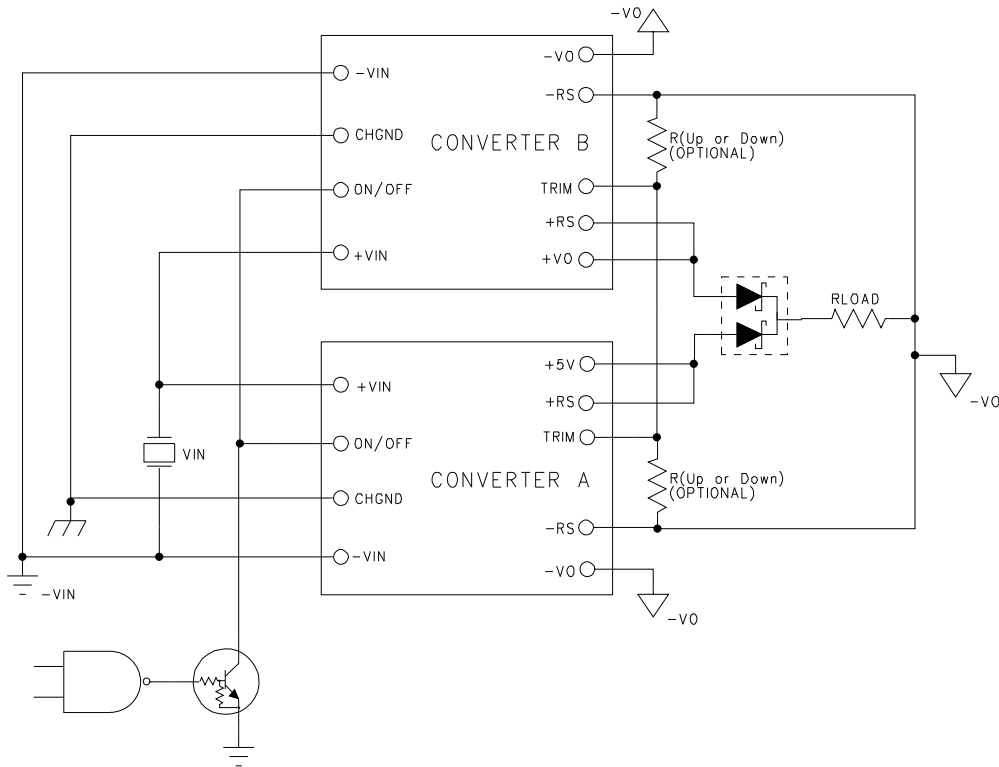 -VO
-VIN
CHGND
ON/OFF
+VIN
CONVERTER B
-VO
-RS
TRIM
+RS
+VO
R(Up or Down)
(OPTIONAL)
RLOAD
-VO
+VIN
ON/OFF
CHGND
-VIN
CONVERTER A
+5V
+RS
TRIM
-RS
-VO
R(Up or Down)
(OPTIONAL)
VIN
-VIN
-VO